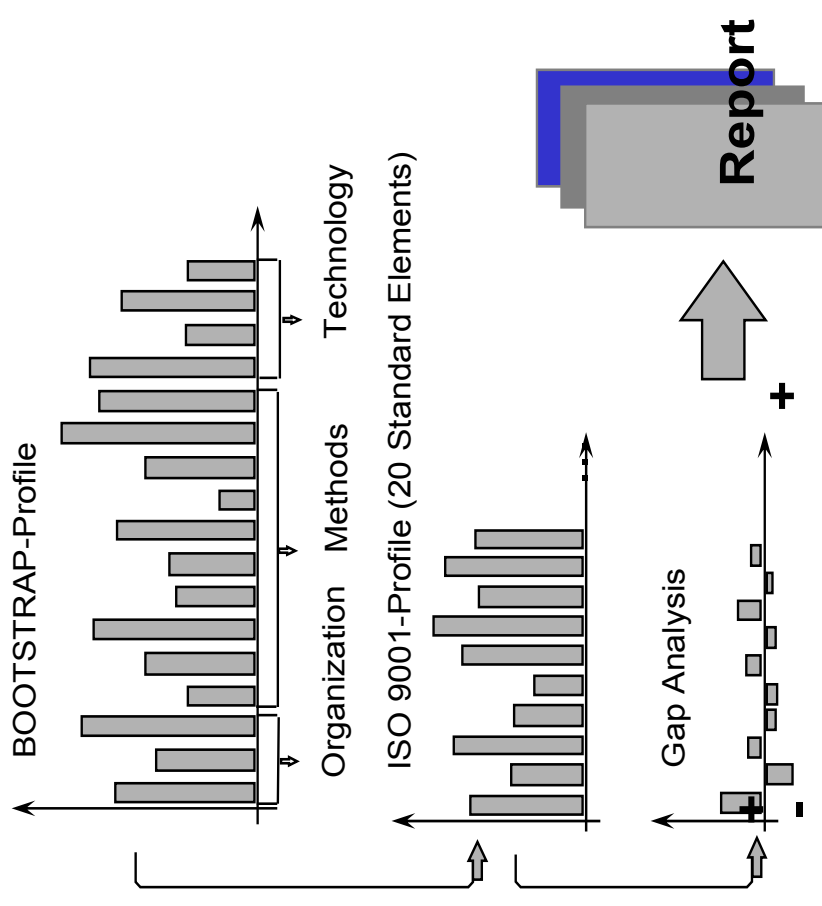 BOOTSTRAP-Profile
Organization Methods Technology
ISO 9001-Profile (20 Standard Elements)
Gap Analysis
+
-
+
Report